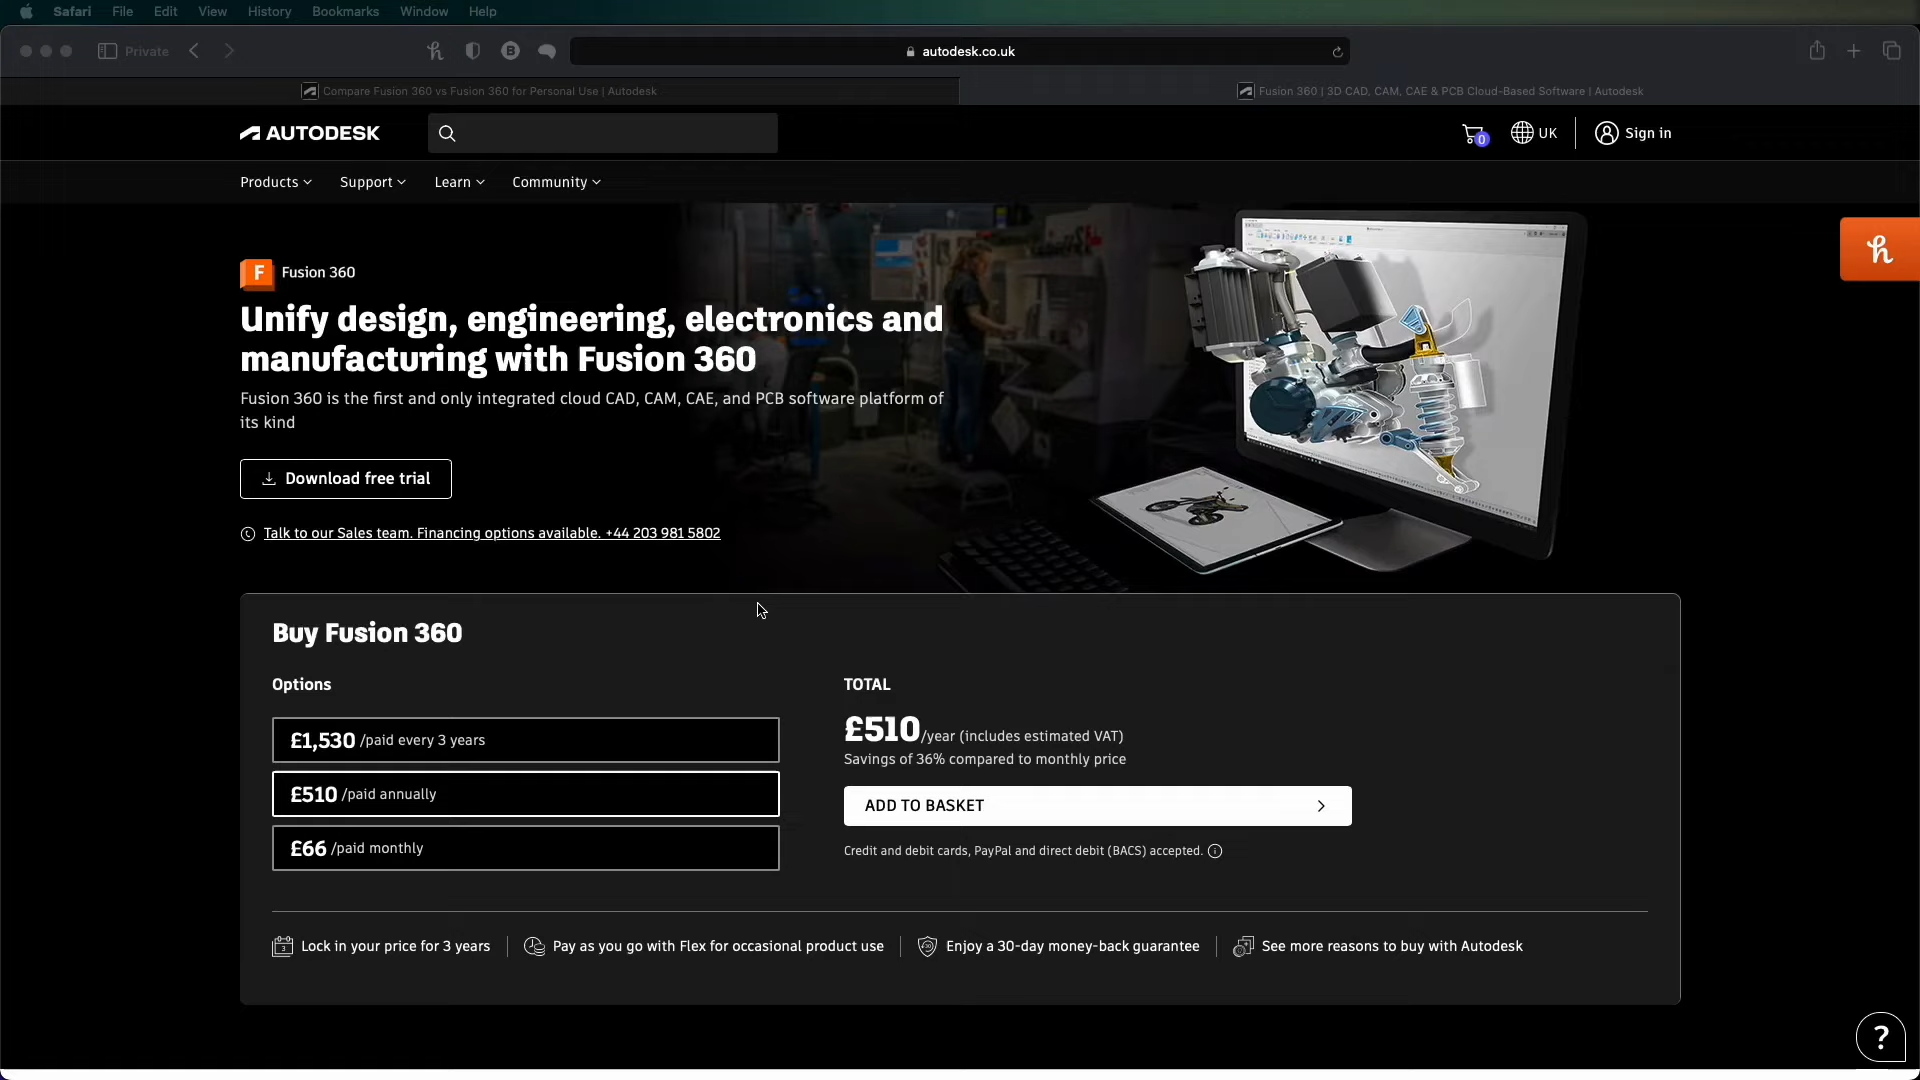 Safari File Edit View History Bookmarks Window Help
Private
autodesk.co.uk
Compare Fusion 360 vs Fusion 360 for Personal Use | Autodesk
Fusion 360 | 3D CAD, CAM, CAE & PCB Cloud-Based Software | Autodesk
AUTODESK
0
UK
Sign in
Products Support Learn Community
F Fusion 360
Unify design, engineering, electronics and
manufacturing with Fusion 360
Fusion 360 is the first and only integrated cloud CAD, CAM, CAE, and PCB software platform of
its kind
Download free trial
Talk to our Sales team. Financing options available. +44 203 981 5802
Buy Fusion 360
Options
£1,530 /paid every 3 years
£510 /paid annually
£66 /paid monthly
TOTAL
£510/year (includes estimated VAT)
Savings of 36% compared to monthly price
ADD TO BASKET
Credit and debit cards, PayPal and direct debit (BACS) accepted.
Lock in your price for 3 years
Pay as you go with Flex for occasional product use
Enjoy a 30-day money-back guarantee
See more reasons to buy with Autodesk
?